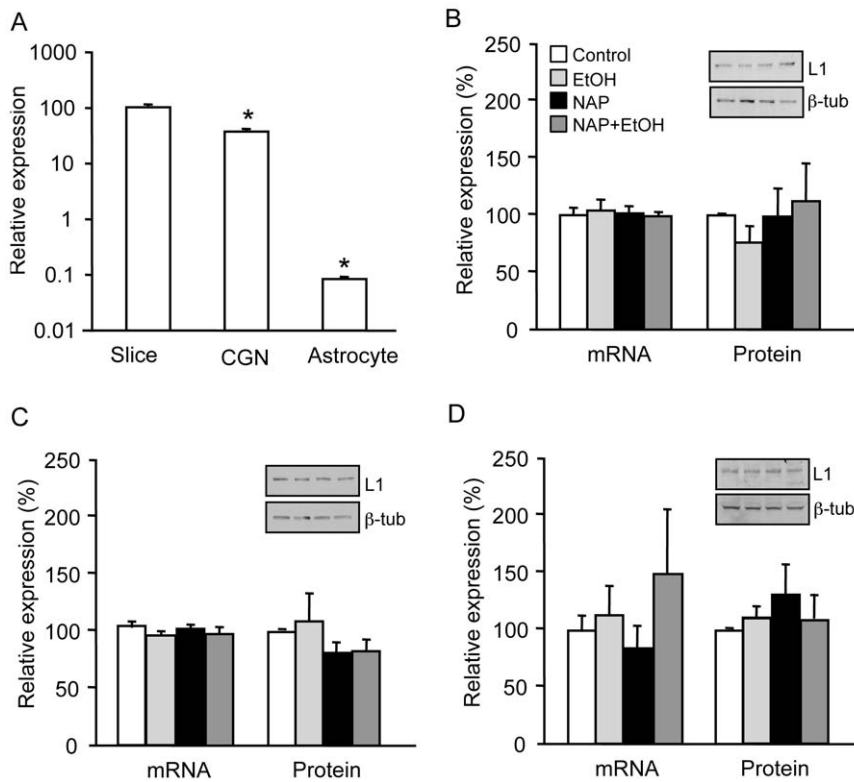 A
Relative expression
1000
100
10
1
0.1
0.01
*
*
Slice
CGN
Astrocyte
B
Relative expression (%)
250
200
150
100
50
0
Control
EtOH
NAP
NAP+EtOH
L1
β-tub
mRNA
Protein
C
Relative expression (%)
250
200
150
100
50
0
L1
β-tub
mRNA
Protein
D
Relative expression (%)
250
200
150
100
50
0
L1
β-tub
mRNA
Protein